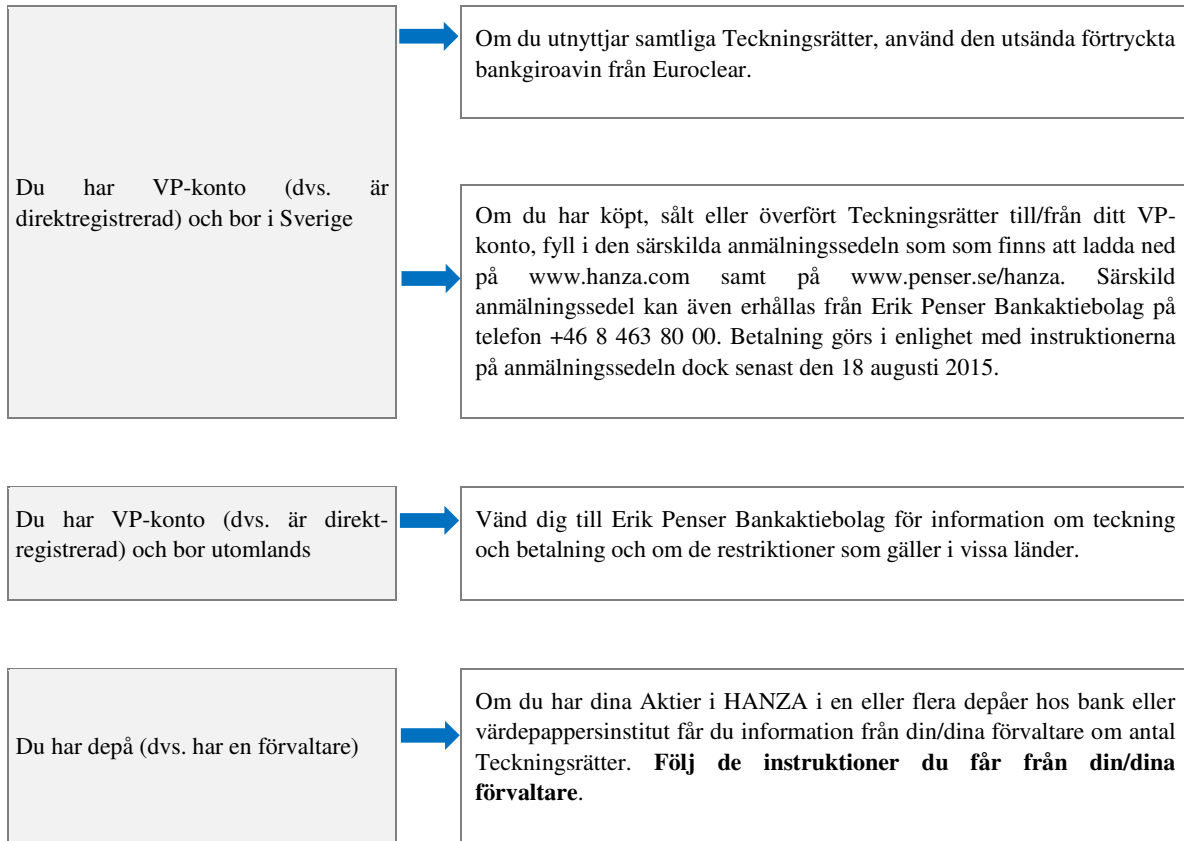 Om du utnyttjar samtliga Teckningsrätter, använd den utsända förtryckta
bankgiroavin från Euroclear.
Du har VP-konto (dvs. är
direktregistrerad) och bor i Sverige
Om du har köpt, sålt eller överfört Teckningsrätter till/från ditt VP-
konto, fyll i den särskilda anmälningssedeln som som finns att ladda ned
på www.hanza.com samt på www.penser.se/hanza. Särskild
anmälningssedel kan även erhållas från Erik Penser Bankaktiebolag på
telefon +46 8 463 80 00. Betalning görs i enlighet med instruktionerna
på anmälningssedeln dock senast den 18 augusti 2015.
Du har VP-konto (dvs. är direkt-
registrerad) och bor utomlands
Vänd dig till Erik Penser Bankaktiebolag för information om teckning
och betalning och om de restriktioner som gäller i vissa länder.
Du har depå (dvs. har en förvaltare)
Om du har dina Aktier i HANZA i en eller flera depåer hos bank eller
värdepappersinstitut får du information från din/dina förvaltare om antal
Teckningsrätter. Följ de instruktioner du får från din/dina
förvaltare.